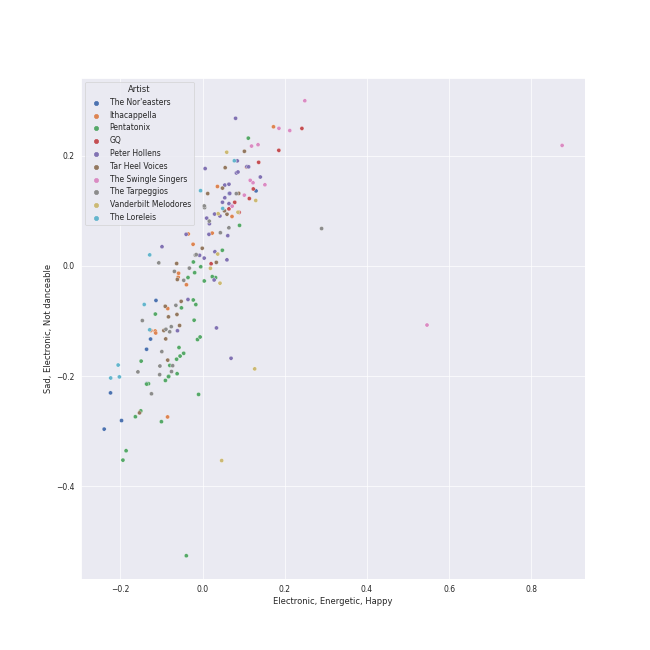 Artist
The Nor'easters
Ithacappella
Pentatonix
GQ
Peter Hollens
Tar Heel Voices
The Swingle Singers
The Tarpeggios
Vanderbilt Melodores
The Loreleis
Sad, Electronic, Not danceable
0.2
0.0
−0.2
−0.4
−0.2 0.0 0.2 0.4 0.6 0.8
Electronic, Energetic, Happy